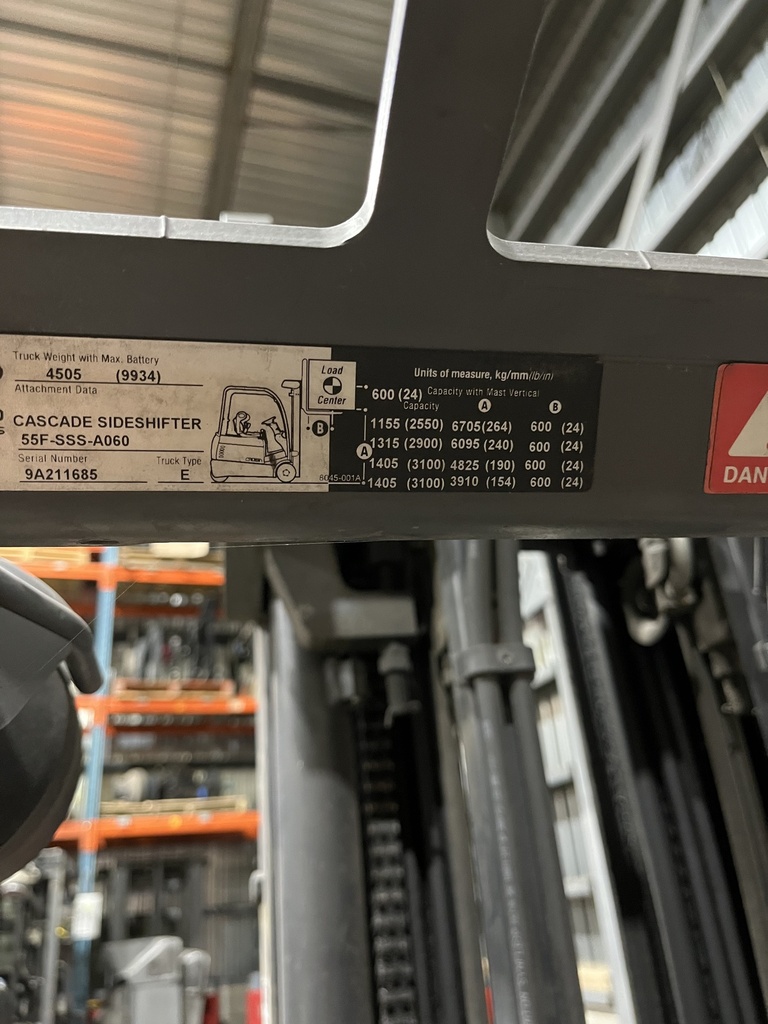 Truck Weight with Max. Battery
4505 (9934)
Attachment Data
CASCADE SIDESHIFTER
55F-SSS-A060
Serial Number Truck Type
9A211685 E
Load
Center
B
A
8045-001A
Units of measure, kg/mm(lb/in)
600 (24) Capacity with Mast Vertical
Capacity A B
1155 (2550) 6705(264) 600 (24)
1315 (2900) 6095 (240) 600 (24)
1405 (3100) 4825 (190) 600 (24)
1405 (3100) 3910 (154) 600 (24)
DAN